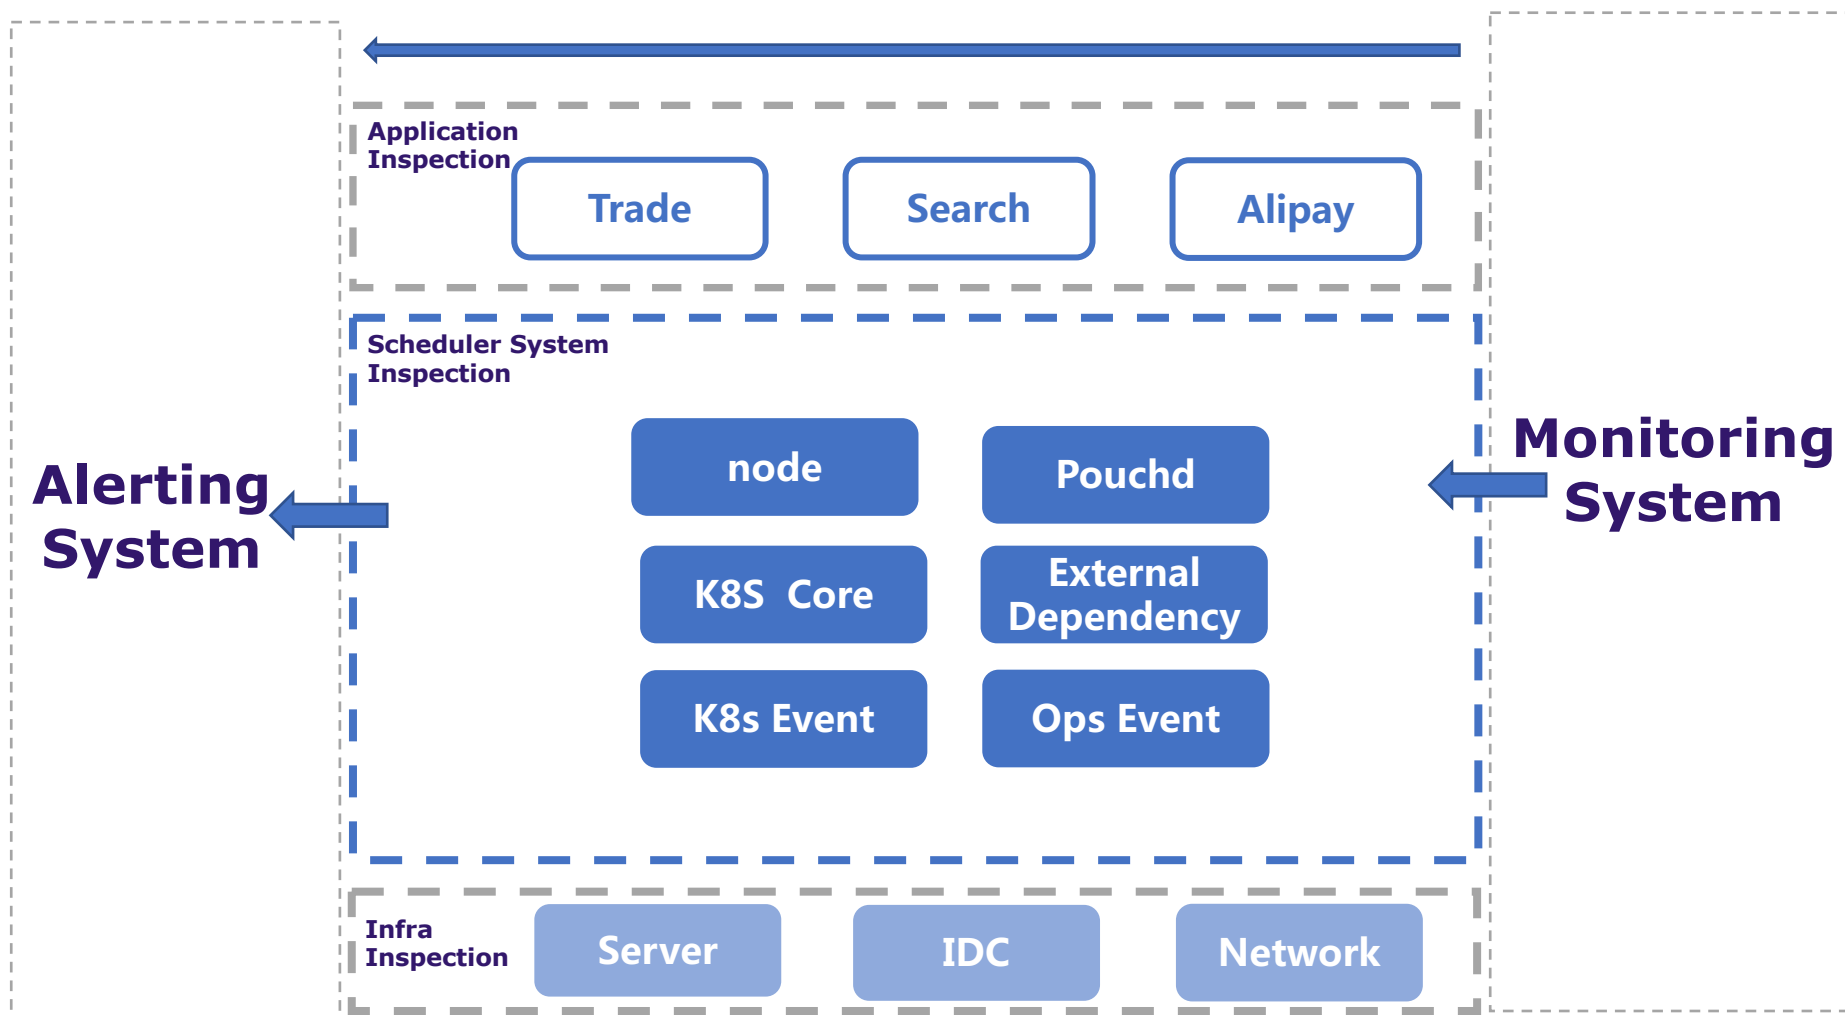 Application
Inspection
Trade
Search
Alipay
Scheduler System
Inspection
node
Pouchd
K8S  Core
External
Dependency
K8s Event
Ops Event
Alerting
System
Monitoring
System
Infra
Inspection
Server
IDC
Network